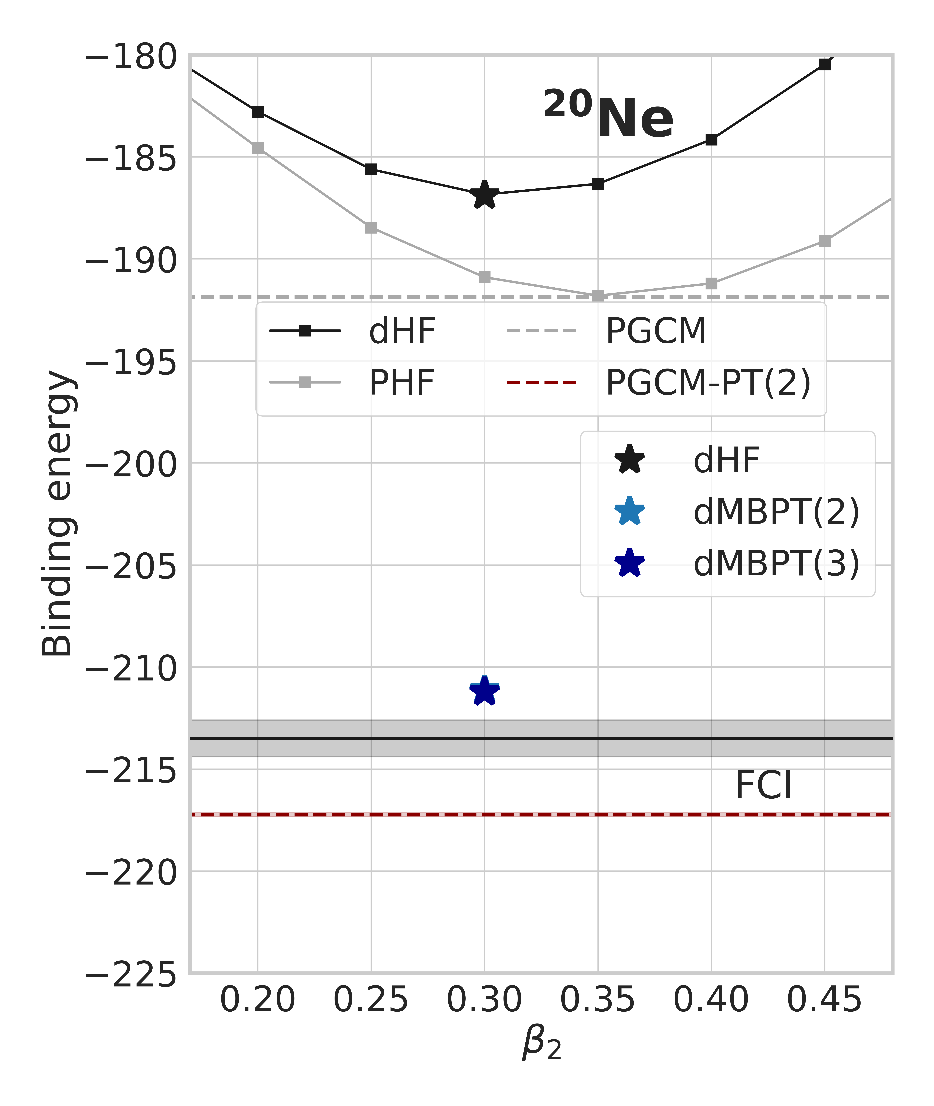 −180
²⁰Ne
−185
−190
dHF
PGCM
−195
PHF
PGCM-PT(2)
Binding energy
−200
dHF
dMBPT(2)
−205
dMBPT(3)
−210
−215
FCI
−220
−225
0.20 0.25 0.30 0.35 0.40 0.45
β₂